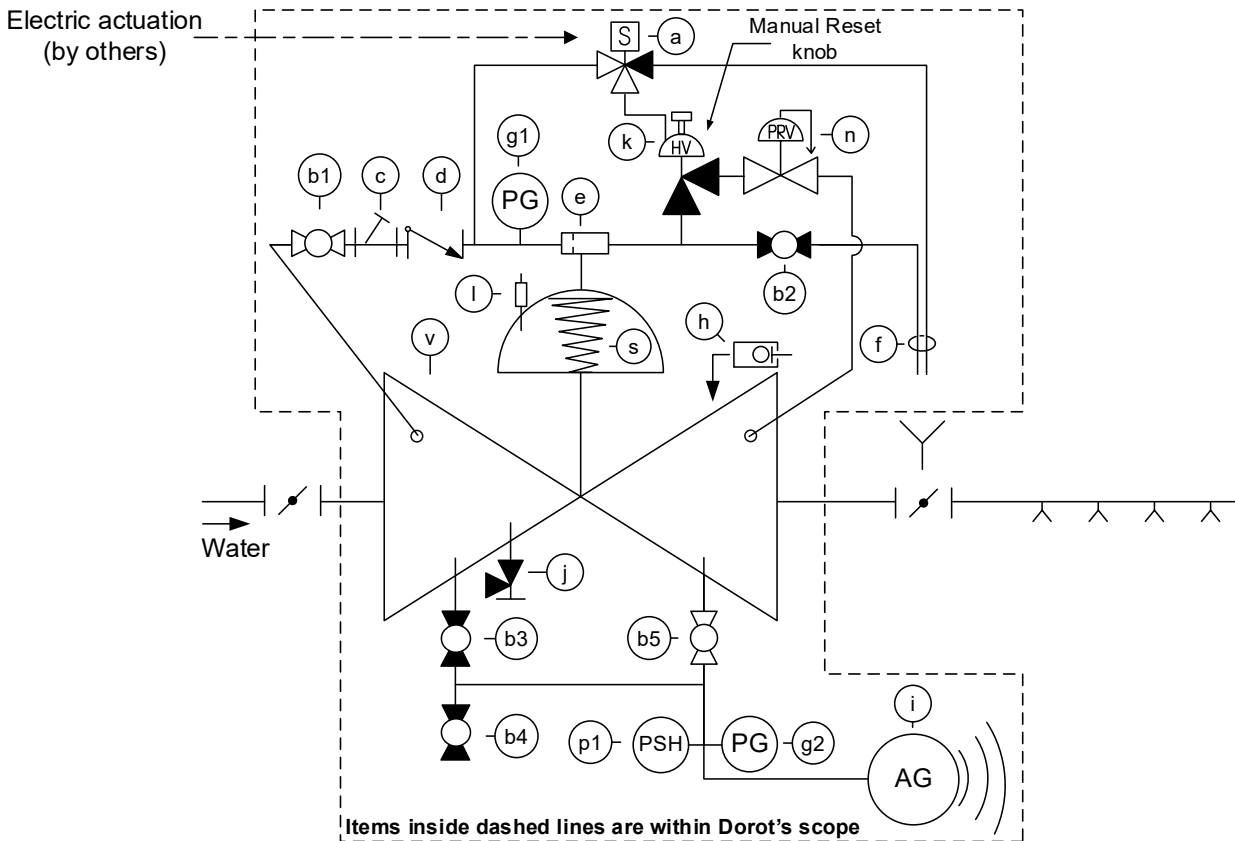 Electric actuation
(by others)
S
a
Manual Reset
knob
k
HV
PRV
n
g1
b1
c
d
PG
e
l
b2
v
s
h
f
Water
j
b3
b5
b4
p1
PSH
PG
g2
i
AG
Items inside dashed lines are within Dorot's scope